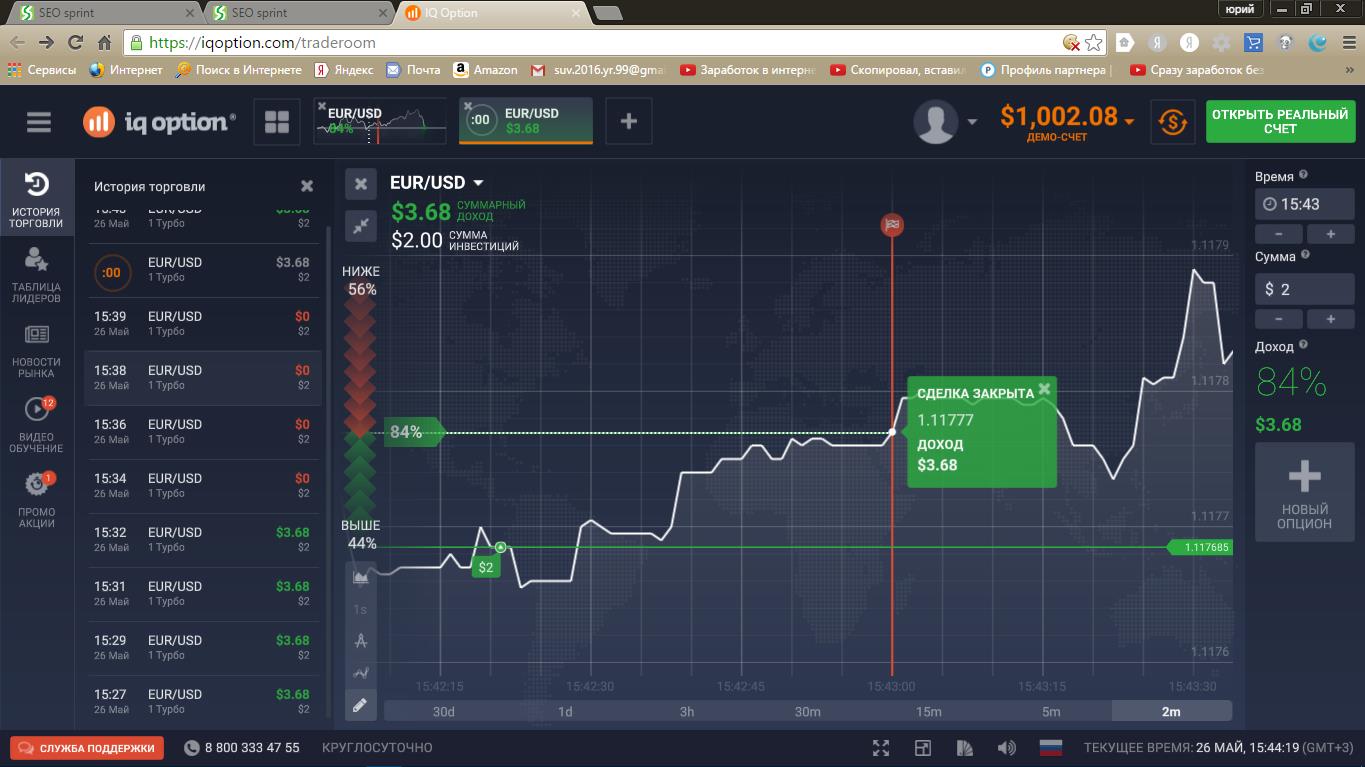 SEO sprint
SEO sprint
IQ Option
юрий
https://iqoption.com/traderoom
Сервисы
Интернет
Поиск в Интернете
Яндекс
Почта
Amazon
suv.2016.yr.99@gmai
Заработок в интерне
Скопировал, вставил
Профиль партнера |
Сразу заработок без
iq option®
EUR/USD
84%
:00
EUR/USD
$3.68
$1,002.08
ДЕМО-СЧЕТ
ОТКРЫТЬ РЕАЛЬНЫЙ
СЧЕТ
ИСТОРИЯ
ТОРГОВЛИ
ТАБЛИЦА
ЛИДЕРОВ
НОВОСТИ
РЫНКА
12
ВИДЕО
ОБУЧЕНИЕ
1
ПРОМО
АКЦИИ
История торговли
EUR/USD $3.68
26 Май 1 Турбо $2
:00 EUR/USD $3.68
1 Турбо $2
15:39 EUR/USD $0
26 Май 1 Турбо $2
15:38 EUR/USD $0
26 Май 1 Турбо $2
15:36 EUR/USD $0
26 Май 1 Турбо $2
15:34 EUR/USD $0
26 Май 1 Турбо $2
15:32 EUR/USD $3.68
26 Май 1 Турбо $2
15:31 EUR/USD $3.68
26 Май 1 Турбо $2
15:29 EUR/USD $3.68
26 Май 1 Турбо $2
15:27 EUR/USD $3.68
26 Май 1 Турбо $2
EUR/USD
$3.68 СУММАРНЫЙ
ДОХОД
$2.00 СУММА
ИНВЕСТИЦИЙ
НИЖЕ
56%
84%
ВЫШЕ
44%
1s
$2
СДЕЛКА ЗАКРЫТА
1.11777
ДОХОД
$3.68
1.1179
1.1178
1.1177
1.117685
1.1176
15:42:15
15:42:30
15:42:45
15:43:00
15:43:15
15:43:30
30d
1d
3h
30m
15m
5m
2m
Время
15:43
Сумма
$ 2
Доход
84%
$3.68
НОВЫЙ
ОПЦИОН
СЛУЖБА ПОДДЕРЖКИ
8 800 333 47 55
КРУГЛОСУТОЧНО
ТЕКУЩЕЕ ВРЕМЯ: 26 МАЙ, 15:44:19 (GMT+3)